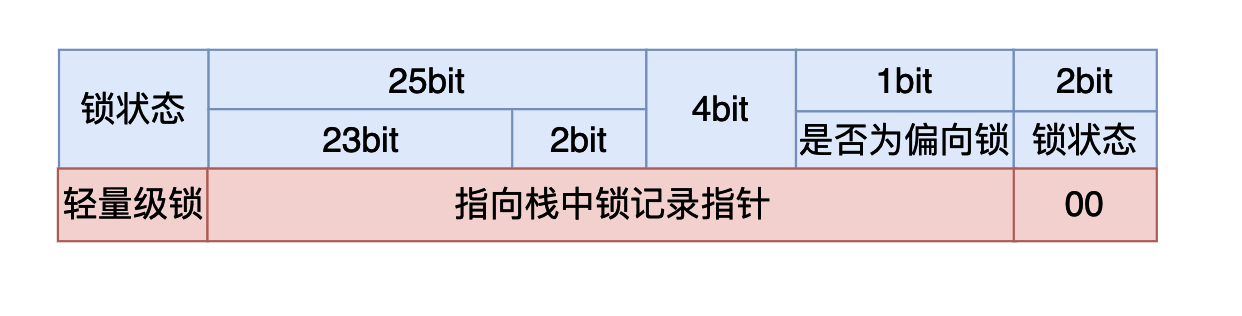 锁状态
25bit
4bit
1bit
2bit
23bit
2bit
是否为偏向锁
锁状态
轻量级锁
指向栈中锁记录指针
00